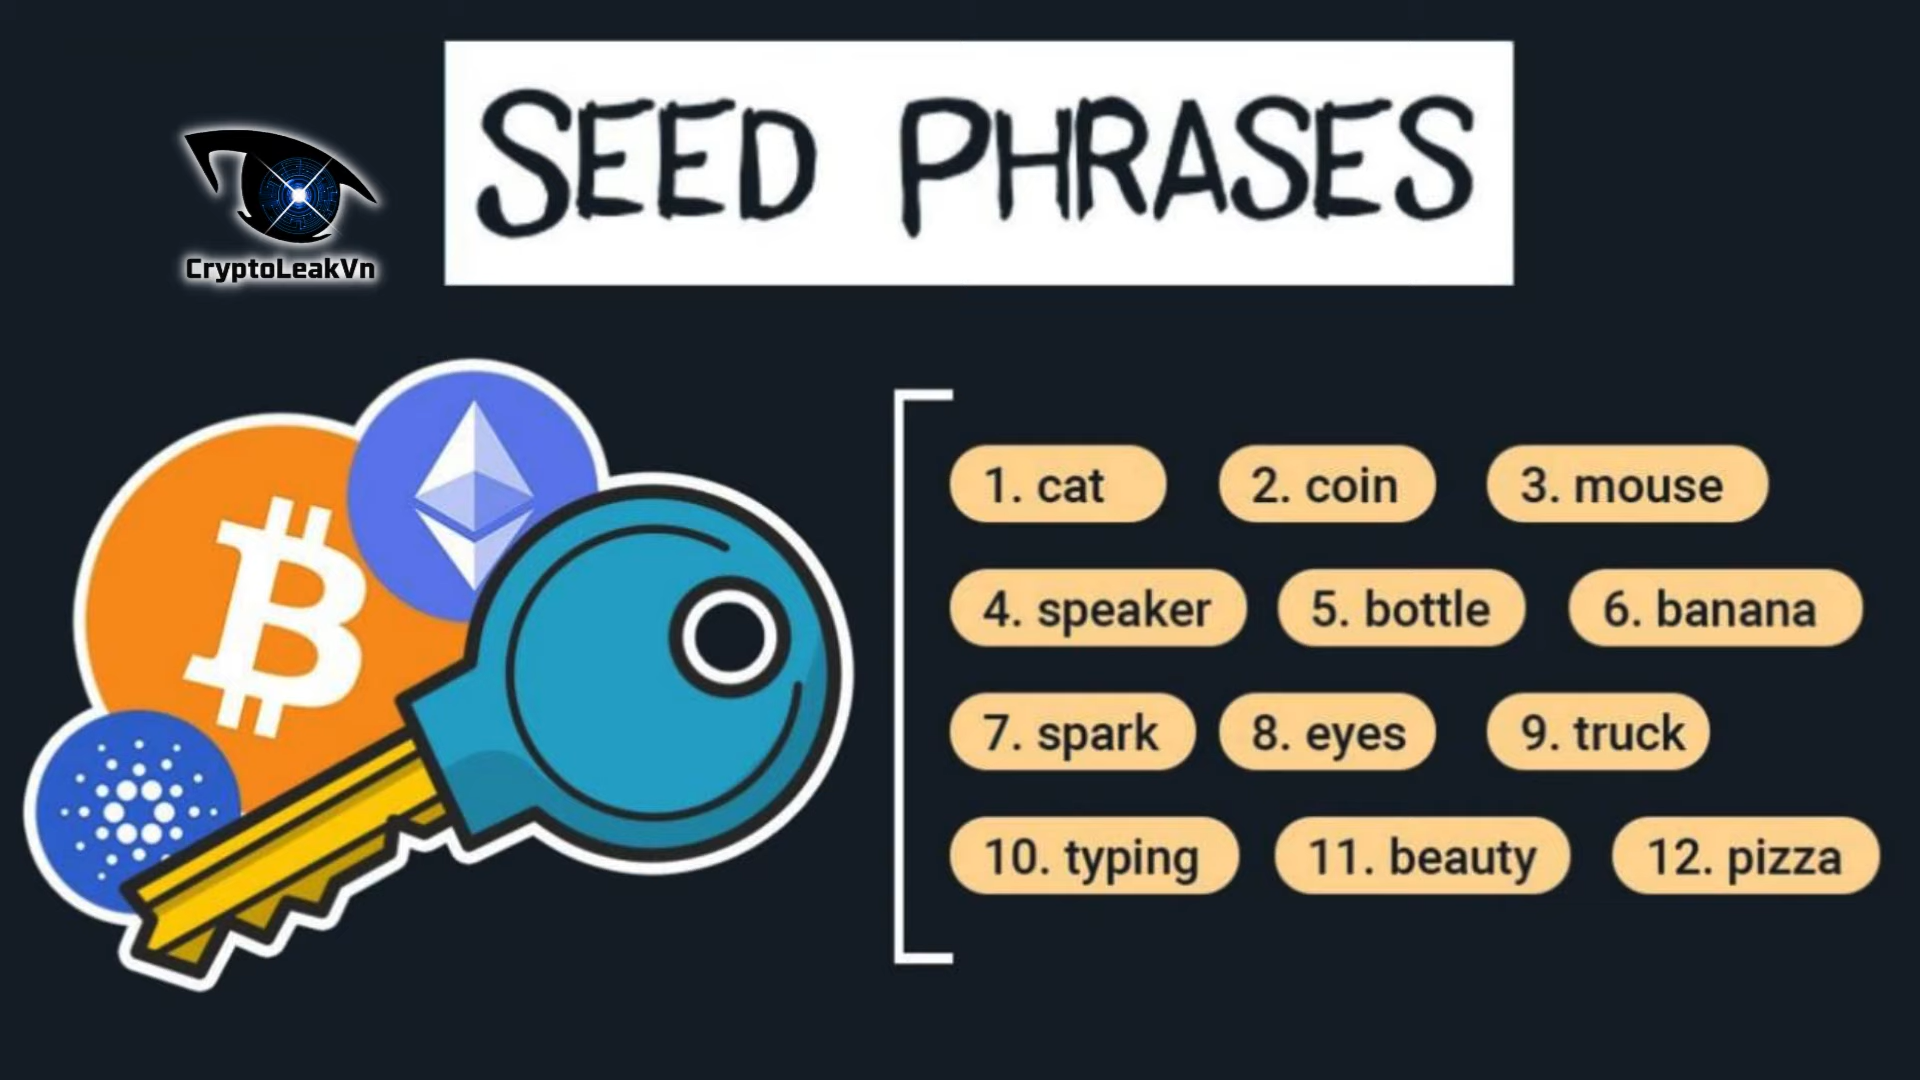 SEED PHRASES
CryptoLeakVn
1. cat 2. coin 3. mouse
4. speaker 5. bottle 6. banana
7. spark 8. eyes 9. truck
10. typing 11. beauty 12. pizza